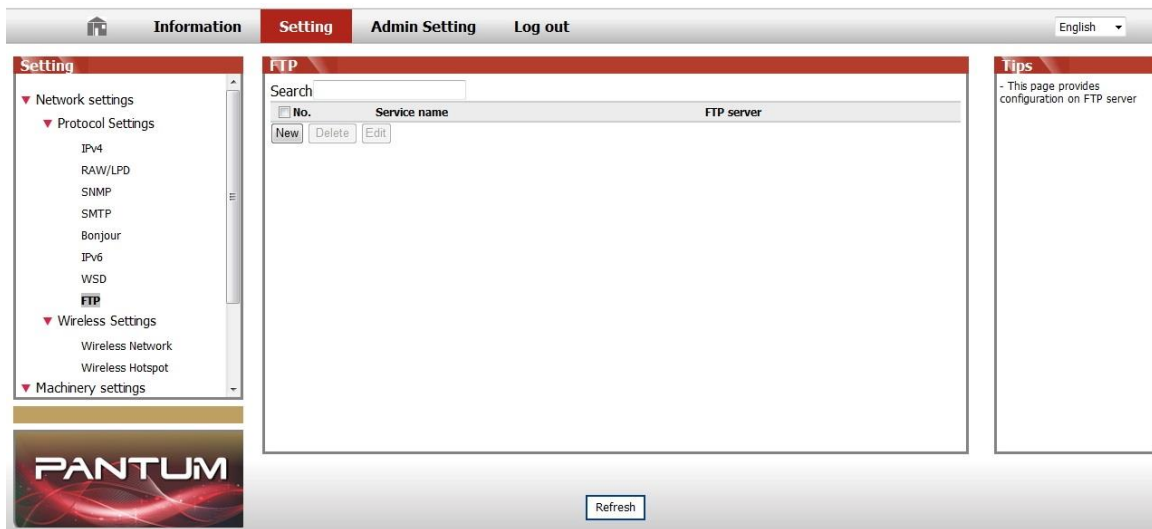 Information Setting Admin Setting Log out English
Setting
Network settings
Protocol Settings
IPv4
RAW/LPD
SNMP
SMTP
Bonjour
IPv6
WSD
FTP
Wireless Settings
Wireless Network
Wireless Hotspot
Machinery settings
PANTUM
FTP
Search
No. Service name FTP server
New Delete Edit
Refresh
Tips
- This page provides
configuration on FTP server